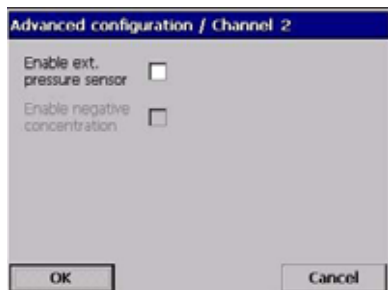 Advanced configuration / Channel 2
Enable ext.
pressure sensor
Enable negative
concentration
OK
Cancel